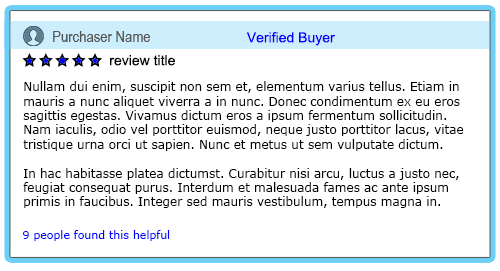 Purchaser Name Verified Buyer
review title
Nullam dui enim, suscipit non sem et, elementum varius tellus. Etiam in
mauris a nunc aliquet viverra a in nunc. Donec condimentum ex eu eros
sagittis egestas. Vivamus dictum eros a ipsum fermentum sollicitudin.
Nam iaculis, odio vel porttitor euismod, neque justo porttitor lacus, vitae
tristique urna orci ut sapien. Nunc et metus ut sem vulputate dictum.
In hac habitasse platea dictumst. Curabitur nisi arcu, luctus a justo nec,
feugiat consequat purus. Interdum et malesuada fames ac ante ipsum
primis in faucibus. Integer sed mauris vestibulum, tempus magna in.
9 people found this helpful